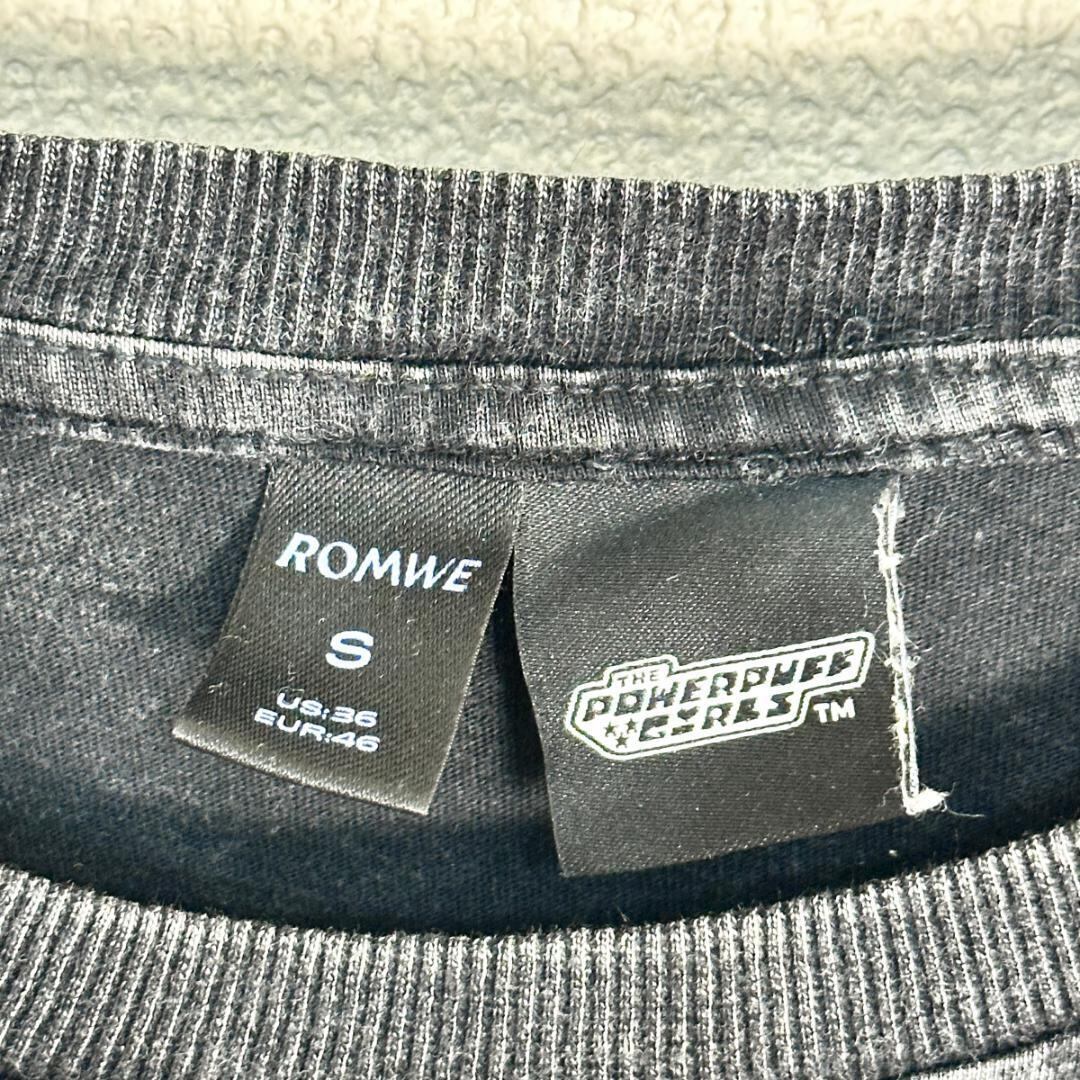 ROMWE
S
US:36
EUR:46
THE
POWERPUFF
GIRLS TM